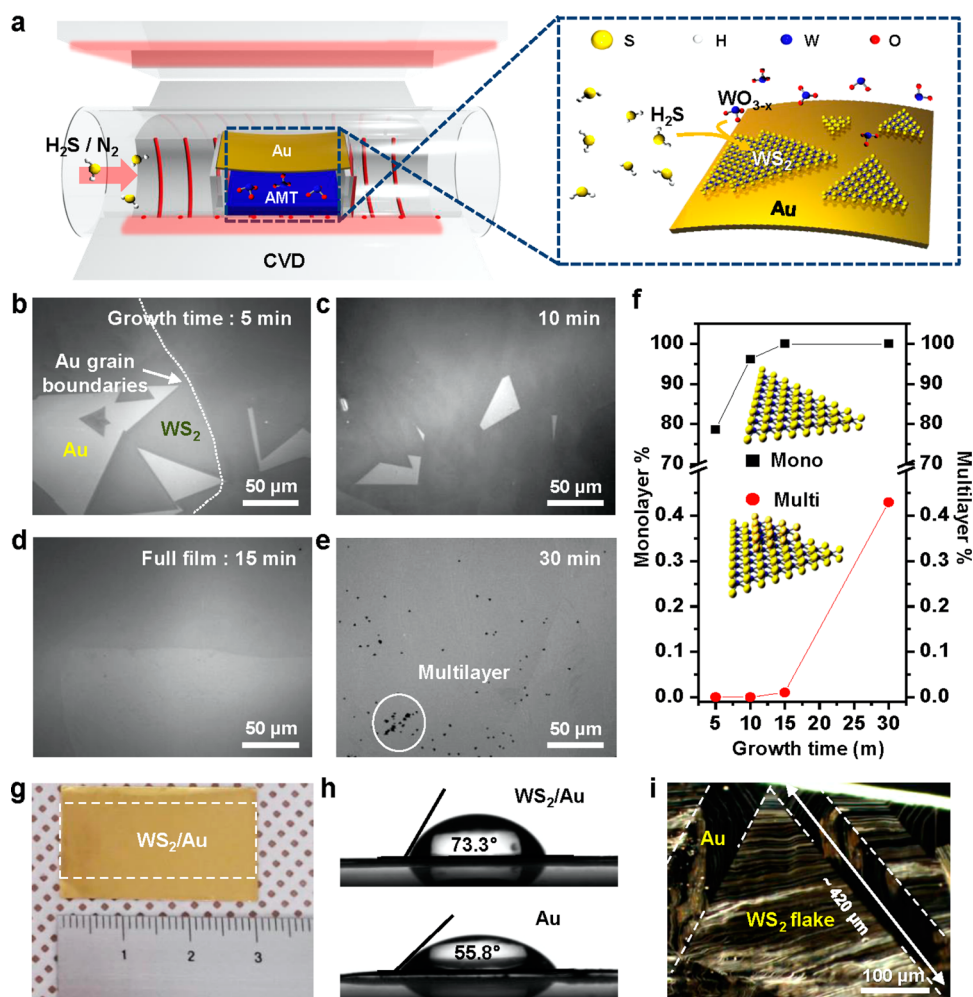 a
H₂S / N₂
Au
AMT
CVD
S H W O
H₂S
WO₃₋ₓ
WS₂
Au
b
Growth time : 5 min
Au grain
boundaries
Au
WS₂
50 µm
c
10 min
50 µm
d
Full film : 15 min
50 µm
e
30 min
Multilayer
50 µm
f
Monolayer %
100
90
80
70
0.4
0.3
0.2
0.1
0.0
Mono
Multi
100
90
80
70
0.4
0.3
0.2
0.1
0.0
Multilayer %
5 10 15 20 25 30
Growth time (m)
g
WS₂/Au
1 2 3
h
WS₂/Au
73.3°
Au
55.8°
i
Au
WS₂ flake
~ 420 µm
100 µm